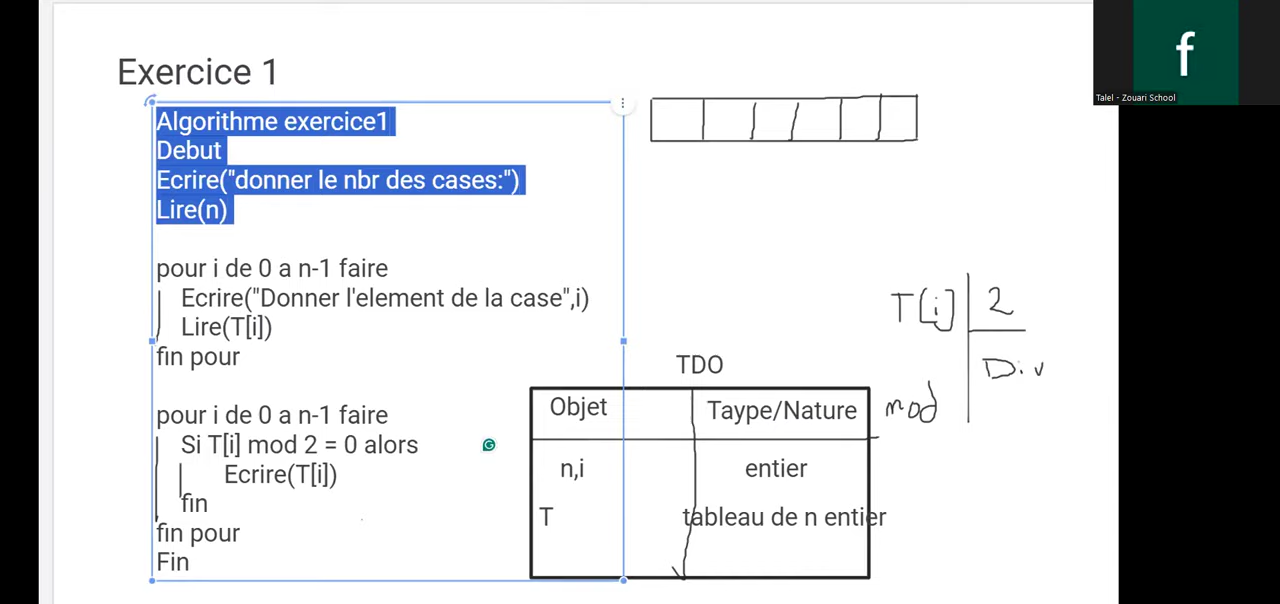 Exercice 1
Algorithme exercice1
Debut
Ecrire("donner le nbr des cases:")
Lire(n)
pour i de 0 a n-1 faire
Ecrire("Donner l'element de la case",i)
Lire(T[i])
fin pour
pour i de 0 a n-1 faire
Si T[i] mod 2 = 0 alors
Ecrire(T[i])
fin
fin pour
Fin
TDO
Objet Taype/Nature
n,i entier
T tableau de n entier
T[i] 2
Div
mod
f
Talel - Zouari School